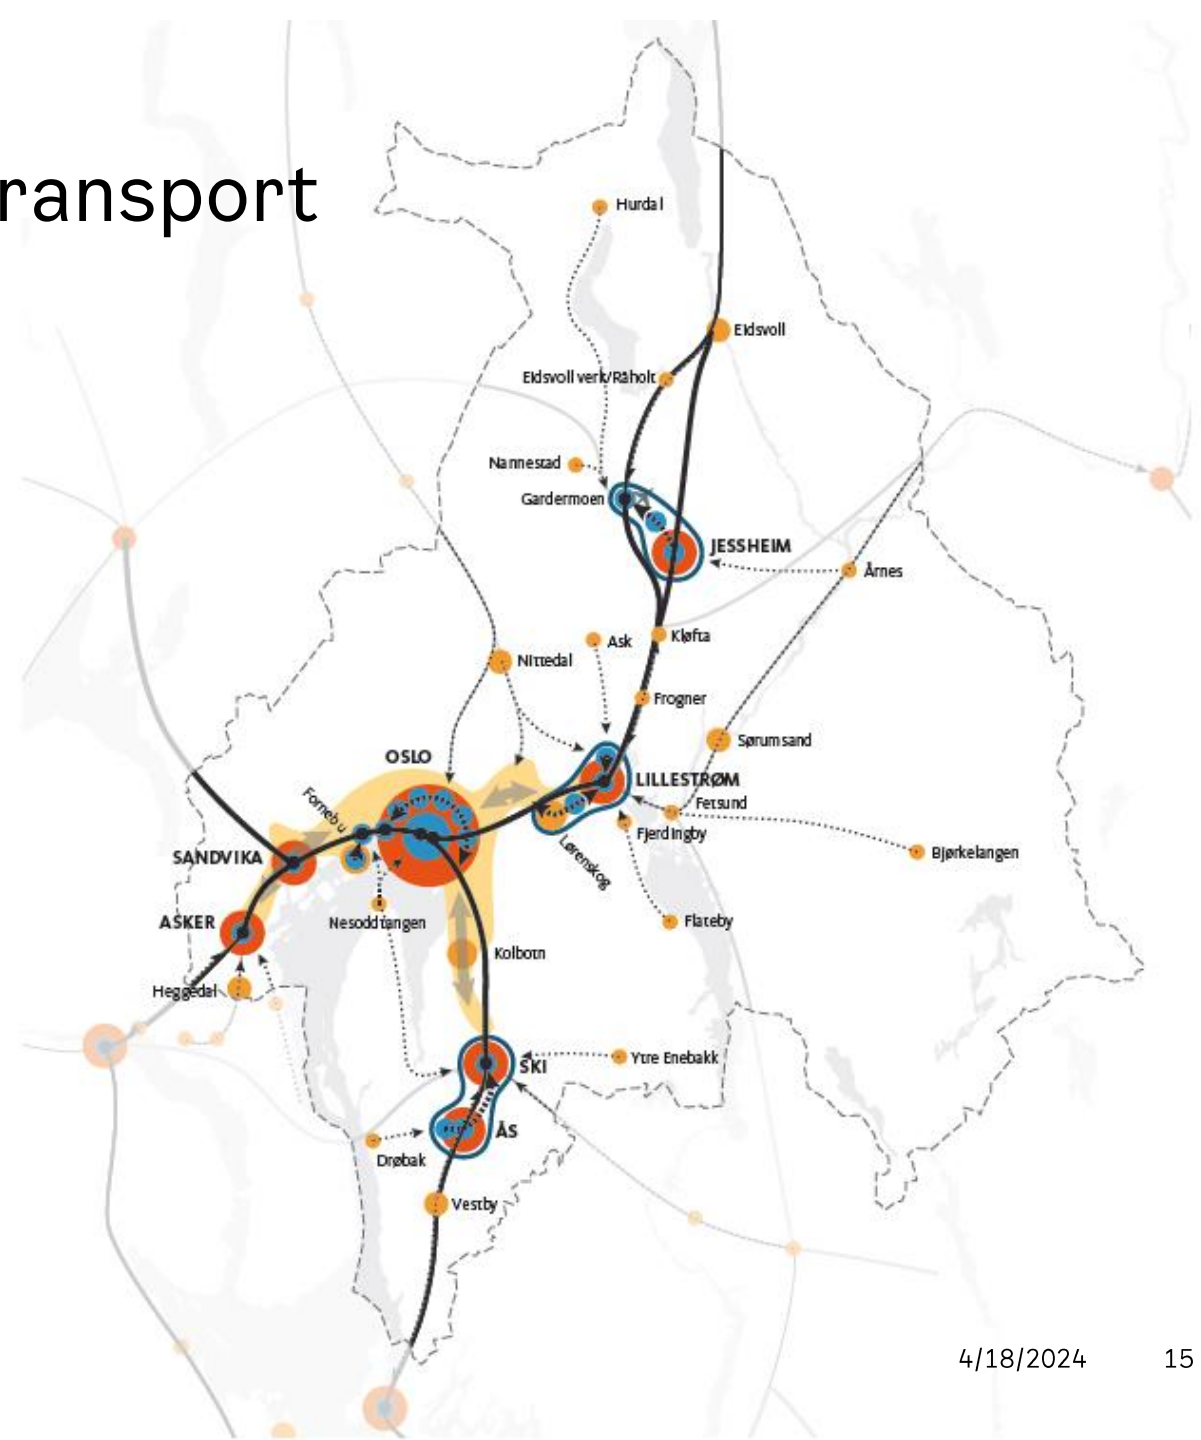 ransport
Hurdal
Eidsvoll
Eidsvoll verk/Råholt
Nannestad
Gardermoen
JESSHEIM
Årnes
Ask
Kløfta
Nittedal
Frogner
Sørumsand
OSLO
LILLESTRØM
Fornebu
Fetsund
Fjerdingby
SANDVIKA
Lørenskog
Bjørkelangen
ASKER
Nesoddtangen
Flateby
Kolbotn
Heggedal
Ytre Enebakk
SKI
ÅS
Drøbak
Vestby
4/18/2024
15